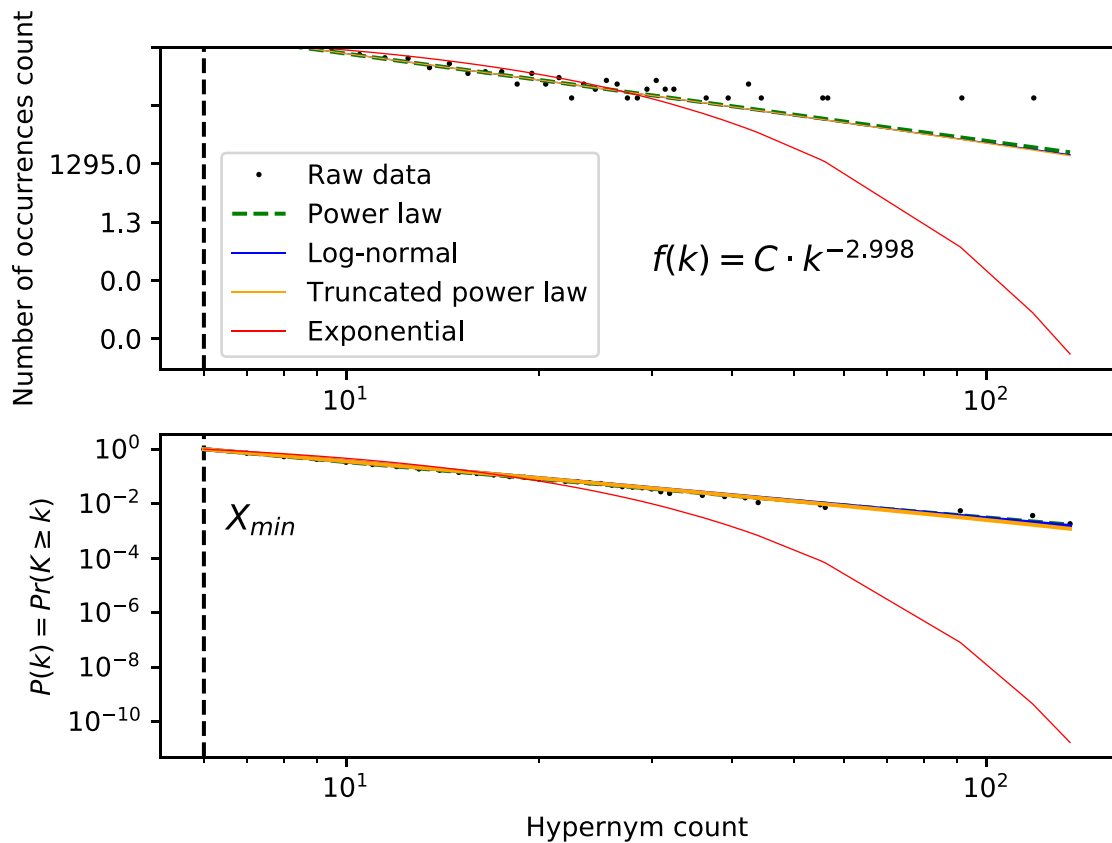 Number of occurrences count
1295.0
1.3
0.0
0.0
Raw data
Power law
Log-normal
Truncated power law
Exponential
f(k) = C · k^{-2.998}
10^1
10^2
P(k) = Pr(K ≥ k)
10^0
10^{-2}
10^{-4}
10^{-6}
10^{-8}
10^{-10}
X_{min}
10^1
10^2
Hypernym count